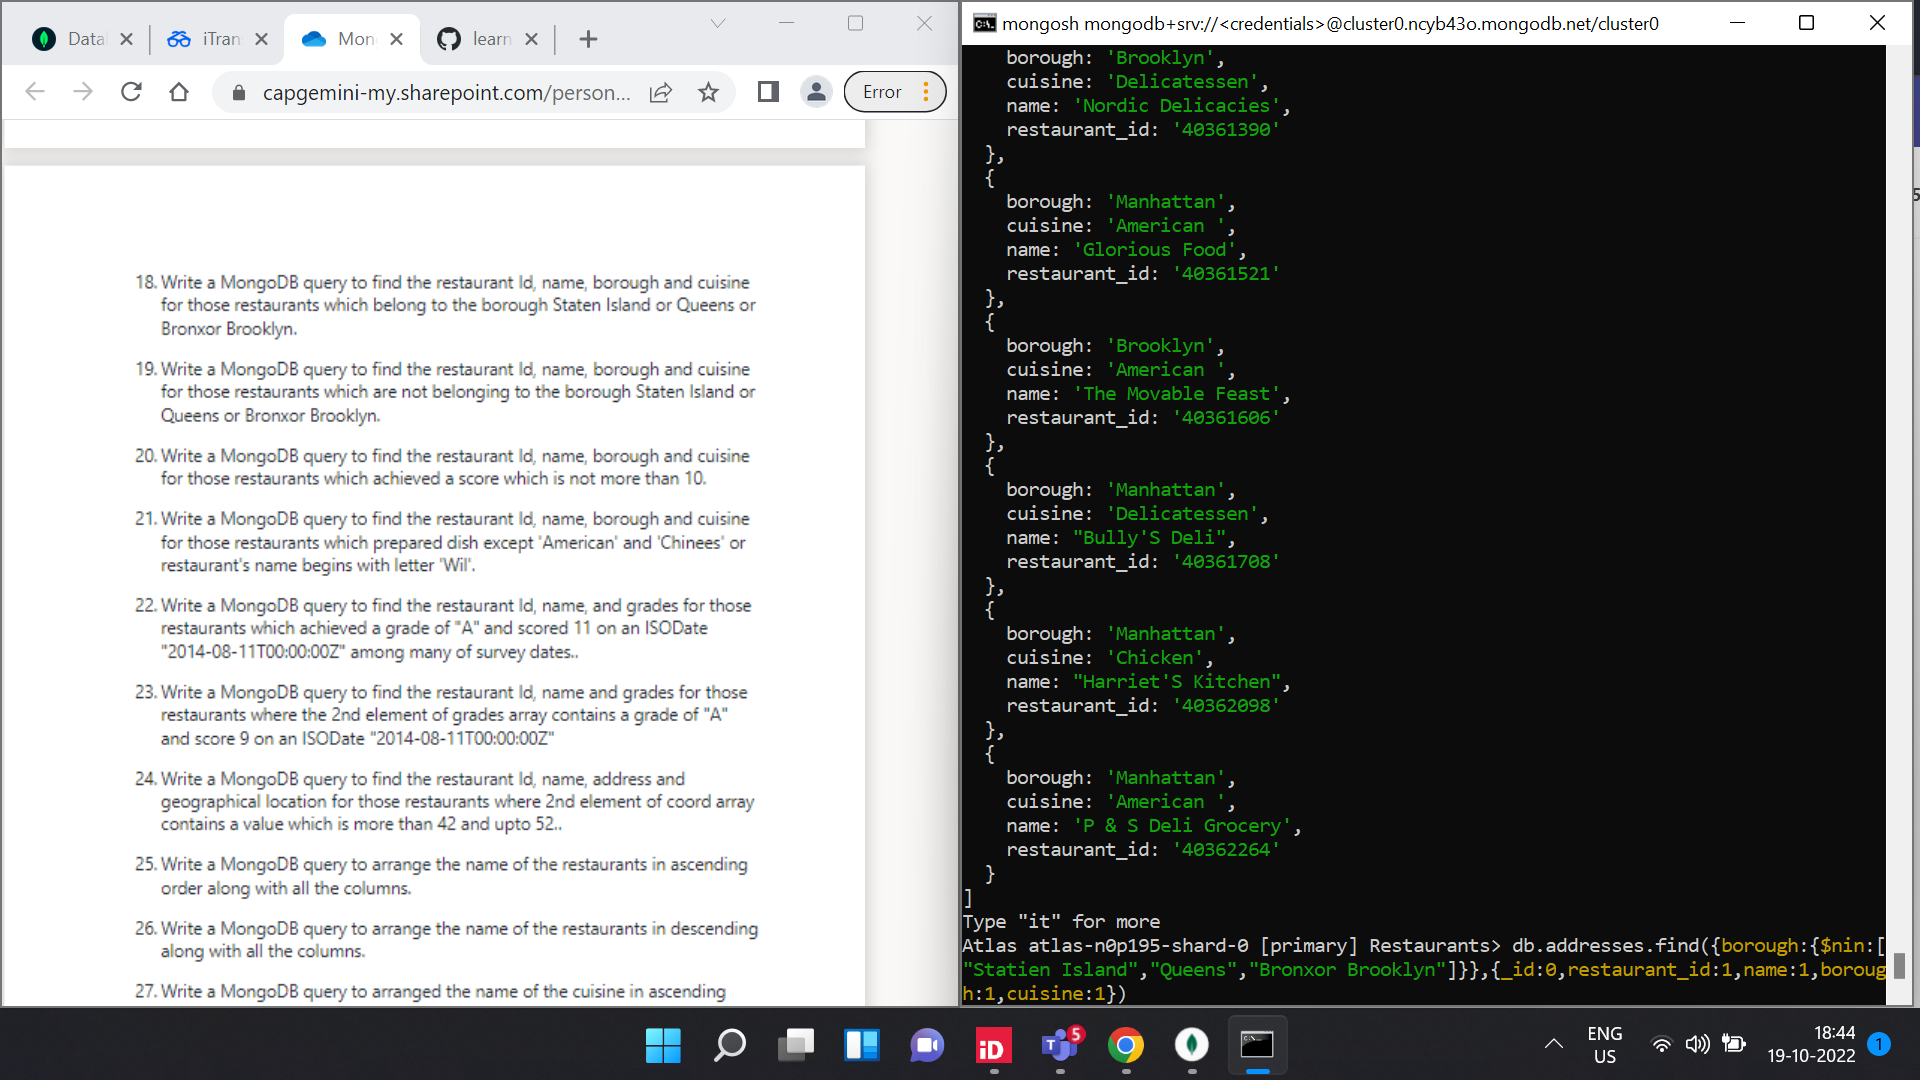 Data
iTran
Mon
learn
capgemini-my.sharepoint.com/person...
Error
18. Write a MongoDB query to find the restaurant Id, name, borough and cuisine
for those restaurants which belong to the borough Staten Island or Queens or
Bronxor Brooklyn.
19. Write a MongoDB query to find the restaurant Id, name, borough and cuisine
for those restaurants which are not belonging to the borough Staten Island or
Queens or Bronxor Brooklyn.
20. Write a MongoDB query to find the restaurant Id, name, borough and cuisine
for those restaurants which achieved a score which is not more than 10.
21. Write a MongoDB query to find the restaurant Id, name, borough and cuisine
for those restaurants which prepared dish except 'American' and 'Chinees' or
restaurant's name begins with letter 'Wil'.
22. Write a MongoDB query to find the restaurant Id, name, and grades for those
restaurants which achieved a grade of "A" and scored 11 on an ISODate
"2014-08-11T00:00:00Z" among many of survey dates..
23. Write a MongoDB query to find the restaurant Id, name and grades for those
restaurants where the 2nd element of grades array contains a grade of "A"
and score 9 on an ISODate "2014-08-11T00:00:00Z"
24. Write a MongoDB query to find the restaurant Id, name, address and
geographical location for those restaurants where 2nd element of coord array
contains a value which is more than 42 and upto 52..
25. Write a MongoDB query to arrange the name of the restaurants in ascending
order along with all the columns.
26. Write a MongoDB query to arrange the name of the restaurants in descending
along with all the columns.
27. Write a MongoDB query to arranged the name of the cuisine in ascending
mongosh mongodb+srv://<credentials>@cluster0.ncyb43o.mongodb.net/cluster0
borough: 'Brooklyn',
cuisine: 'Delicatessen',
name: 'Nordic Delicacies',
restaurant_id: '40361390'
},
{
borough: 'Manhattan',
cuisine: 'American ',
name: 'Glorious Food',
restaurant_id: '40361521'
},
{
borough: 'Brooklyn',
cuisine: 'American ',
name: 'The Movable Feast',
restaurant_id: '40361606'
},
{
borough: 'Manhattan',
cuisine: 'Delicatessen',
name: "Bully'S Deli",
restaurant_id: '40361708'
},
{
borough: 'Manhattan',
cuisine: 'Chicken',
name: "Harriet'S Kitchen",
restaurant_id: '40362098'
},
{
borough: 'Manhattan',
cuisine: 'American ',
name: 'P & S Deli Grocery',
restaurant_id: '40362264'
}
]
Type "it" for more
Atlas atlas-n0p195-shard-0 [primary] Restaurants> db.addresses.find({borough:{$nin:[
"Statien Island","Queens","Bronxor Brooklyn"]}},{_id:0,restaurant_id:1,name:1,boroug
h:1,cuisine:1})
5
iD
T
5
ENG
US
18:44
19-10-2022
1